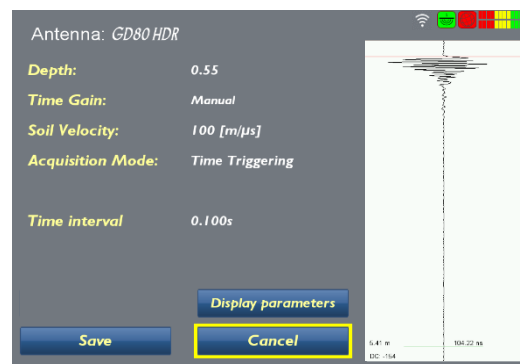 Antenna: GD80 HDR
Depth: 0.55
Time Gain: Manual
Soil Velocity: 100 [m/µs]
Acquisition Mode: Time Triggering
Time interval 0.100s
Display parameters
Save Cancel
5.41 m 104.22 ns
DC: -154